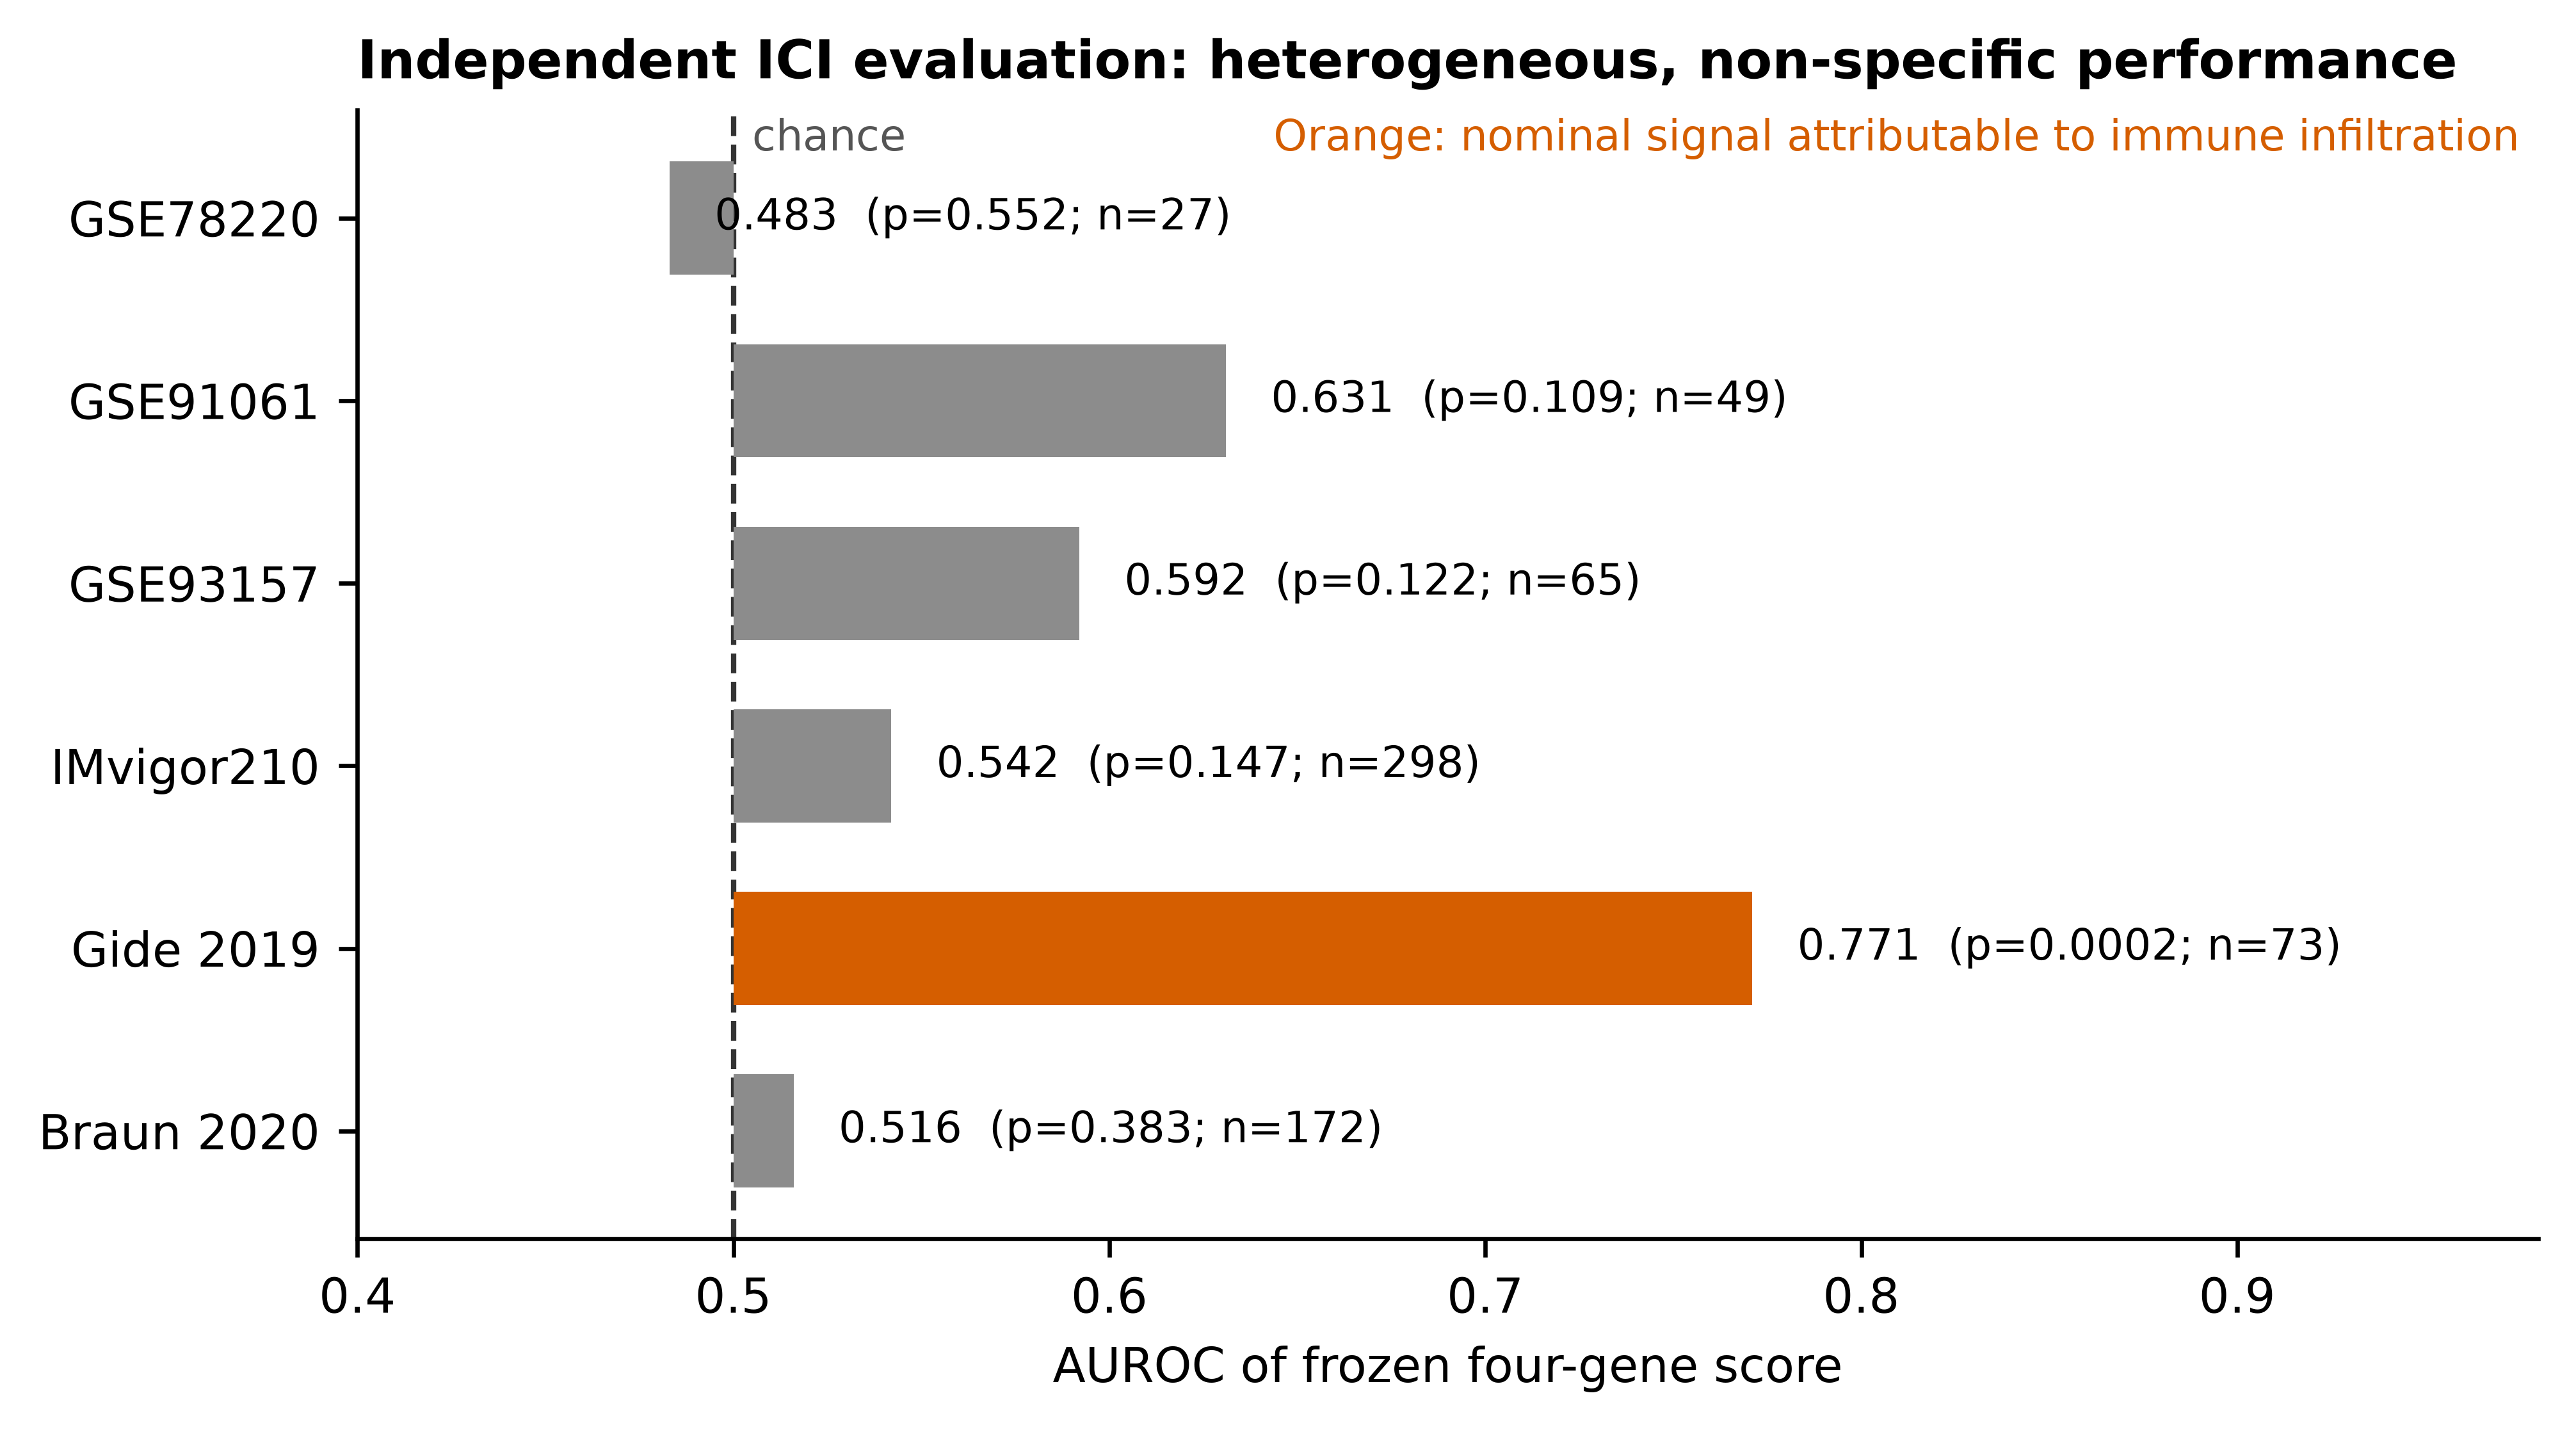 Independent ICI evaluation: heterogeneous, non-specific performance
chance
Orange: nominal signal attributable to immune infiltration
GSE78220
0.483 (p=0.552; n=27)
GSE91061
0.631 (p=0.109; n=49)
GSE93157
0.592 (p=0.122; n=65)
IMvigor210
0.542 (p=0.147; n=298)
Gide 2019
0.771 (p=0.0002; n=73)
Braun 2020
0.516 (p=0.383; n=172)
0.4 0.5 0.6 0.7 0.8 0.9
AUROC of frozen four-gene score